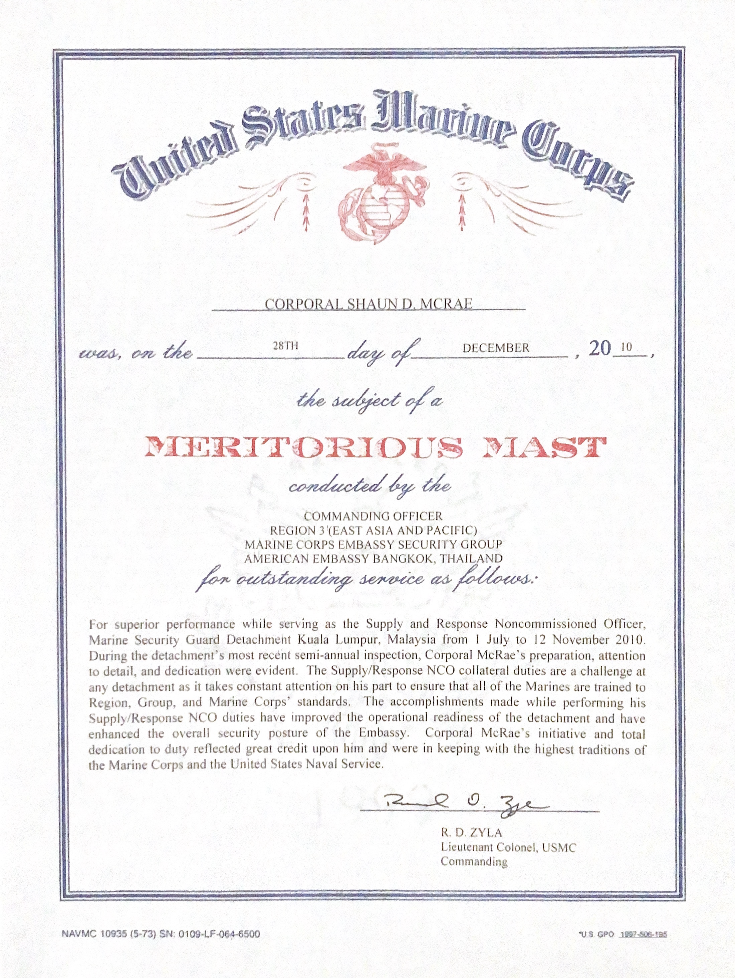 United States Marine Corps
CORPORAL SHAUN D. MCRAE
was, on the 28TH day of DECEMBER, 20 10,
the subject of a
MERITORIOUS MAST
conducted by the
COMMANDING OFFICER
REGION 3 (EAST ASIA AND PACIFIC)
MARINE CORPS EMBASSY SECURITY GROUP
AMERICAN EMBASSY BANGKOK, THAILAND
for outstanding service as follows:
For superior performance while serving as the Supply and Response Noncommissioned Officer,
Marine Security Guard Detachment Kuala Lumpur, Malaysia from 1 July to 12 November 2010.
During the detachment's most recent semi-annual inspection, Corporal McRae's preparation, attention
to detail, and dedication were evident. The Supply/Response NCO collateral duties are a challenge at
any detachment as it takes constant attention on his part to ensure that all of the Marines are trained to
Region, Group, and Marine Corps' standards. The accomplishments made while performing his
Supply/Response NCO duties have improved the operational readiness of the detachment and have
enhanced the overall security posture of the Embassy. Corporal McRae's initiative and total
dedication to duty reflected great credit upon him and were in keeping with the highest traditions of
the Marine Corps and the United States Naval Service.
R. D. ZYLA
Lieutenant Colonel, USMC
Commanding
NAVMC 10935 (5-73) SN: 0109-LF-064-6500
*U.S. GPO 1997-506-195